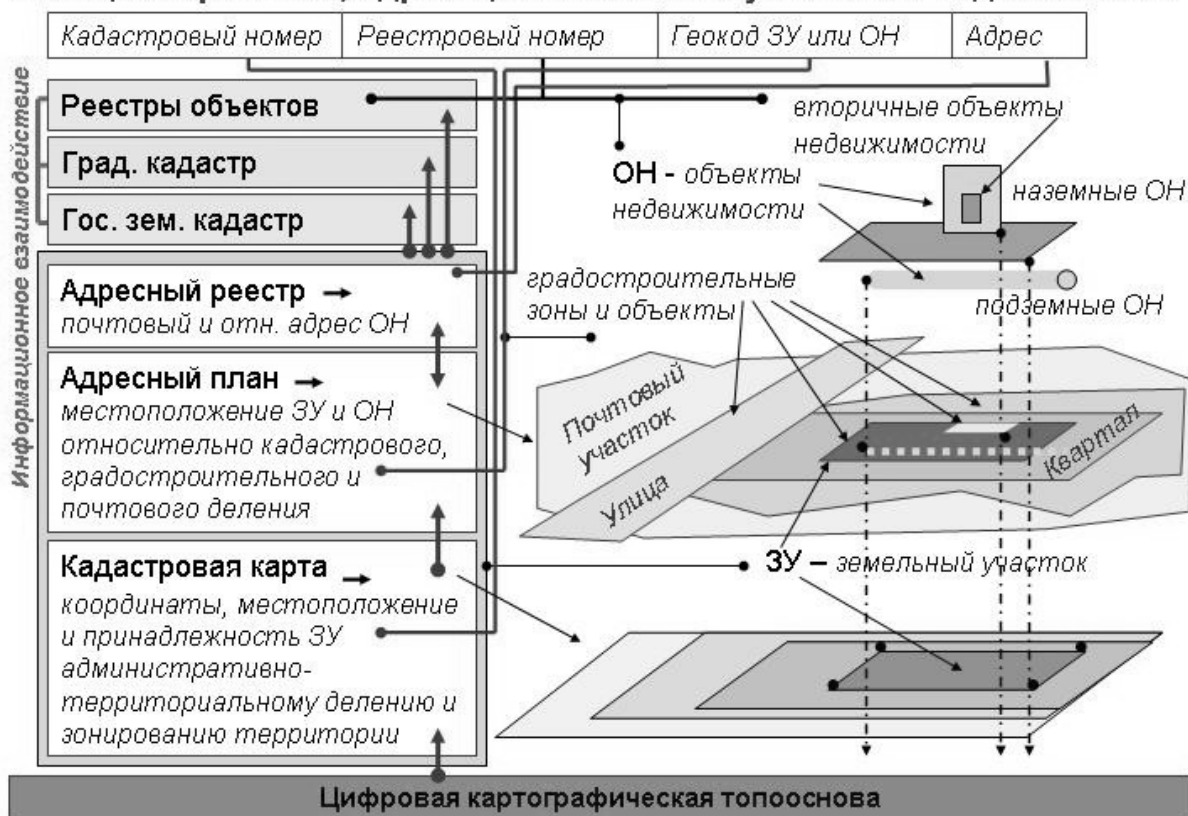 Кадастровый номер
Реестровый номер
Геокод ЗУ или ОН
Адрес
Информационное взаимодействие
Реестры объектов
Град. кадастр
Гос. зем. кадастр
Адресный реестр
почтовый и отн. адрес ОН
Адресный план
местоположение ЗУ и ОН
относительно кадастрового,
градостроительного и
почтового деления
Кадастровая карта
координаты, местоположение
и принадлежность ЗУ
административно-
территориальному делению и
зонированию территории
вторичные объекты
недвижимости
ОН - объекты
недвижимости
наземные ОН
градостроительные
зоны и объекты
подземные ОН
Почтовый
участок
Улица
Квартал
ЗУ – земельный участок
Цифровая картографическая топооснова